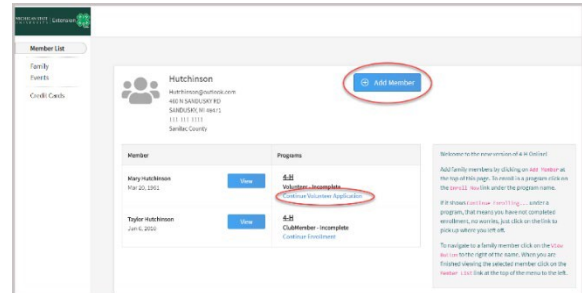 MICHIGAN STATE UNIVERSITY Extension
Member List
Family
Events
Credit Cards
Hutchinson
Hutchinson@outlook.com
460 N SANDUSKY RD
SANDUSKY, MI 48471
111-111-1111
Sanilac County
Add Member
Member
Programs
Mary Hutchinson
Mar 20, 1961
View
4-H
Volunteer - Incomplete
Continue Volunteer Application
Taylor Hutchinson
View
4-H
ClubMember - Incomplete
Continue Enrollment
Welcome to the new version of 4-H Online!
Add family members by clicking on Add Member at
the top of this page. To enroll in a program click on
the Enroll Now link under the program name.
If it shows Continue Enrolling.... under a
program, that means you have not completed
enrollment, no worries, just click on the link to
pick up where you left off.
To navigate to a family member click on the View
Button to the right of the name. When you are
finished viewing the selected member click on the
Member List link at the top of the menu to the left.